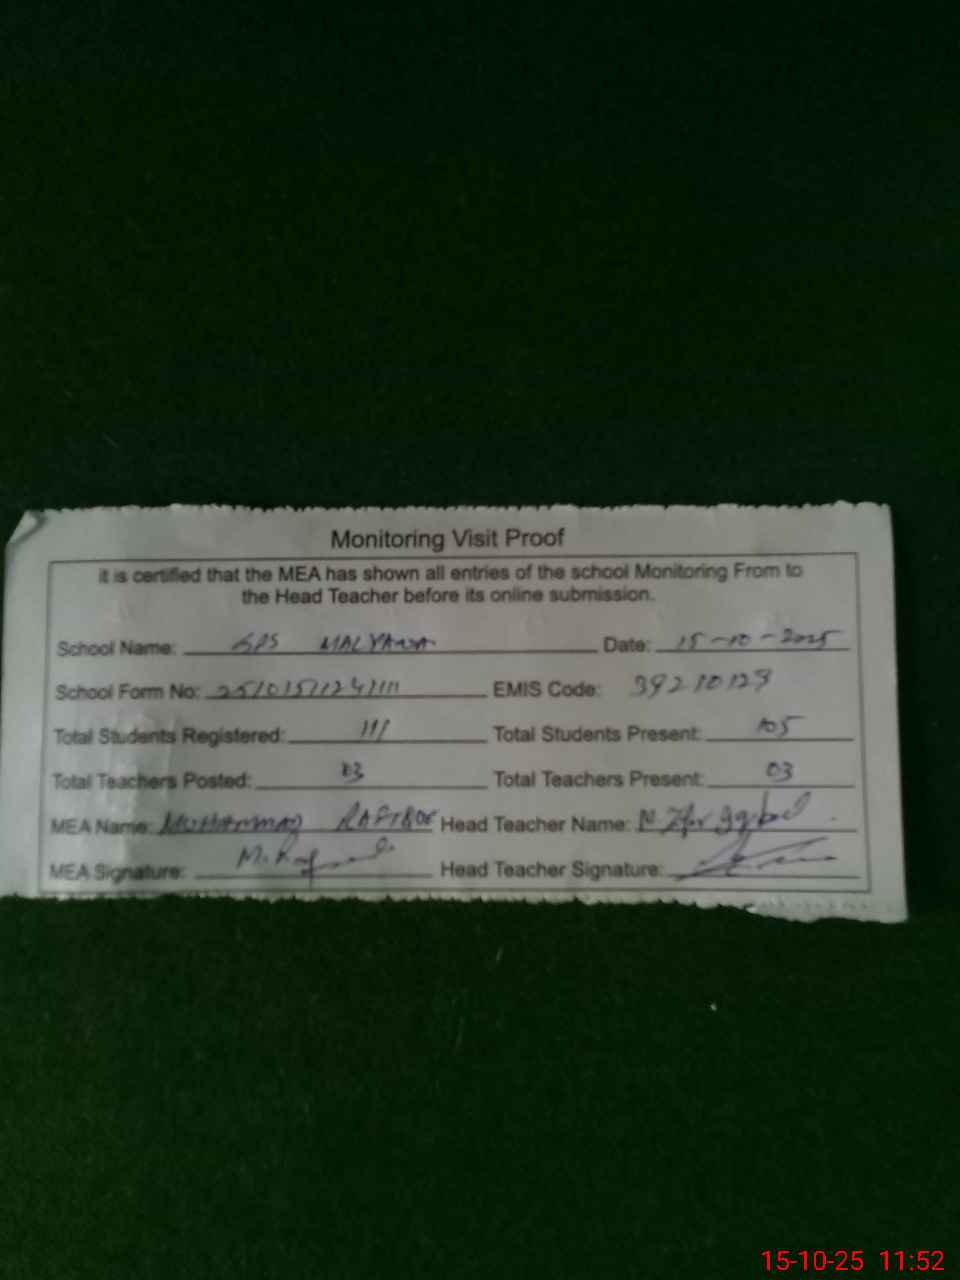 Monitoring Visit Proof
it is certified that the MEA has shown all entries of the school Monitoring From to
the Head Teacher before its online submission.
School Name: GPS MALYANA Date: 15-10-2025
School Form No: EMIS Code: 39210129
Total Students Registered: 111 Total Students Present: 105
Total Teachers Posted: 03 Total Teachers Present: 03
MEA Name: MUHAMMAD Head Teacher Name: Iqbal
MEA Signature: Head Teacher Signature:
15-10-25 11:52